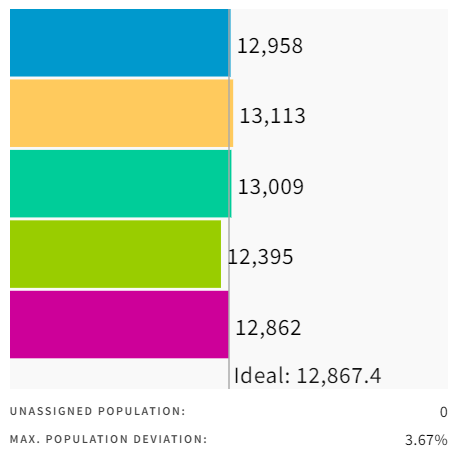 12,958
13,113
13,009
12,395
12,862
Ideal: 12,867.4
UNASSIGNED POPULATION: 0
MAX. POPULATION DEVIATION: 3.67%